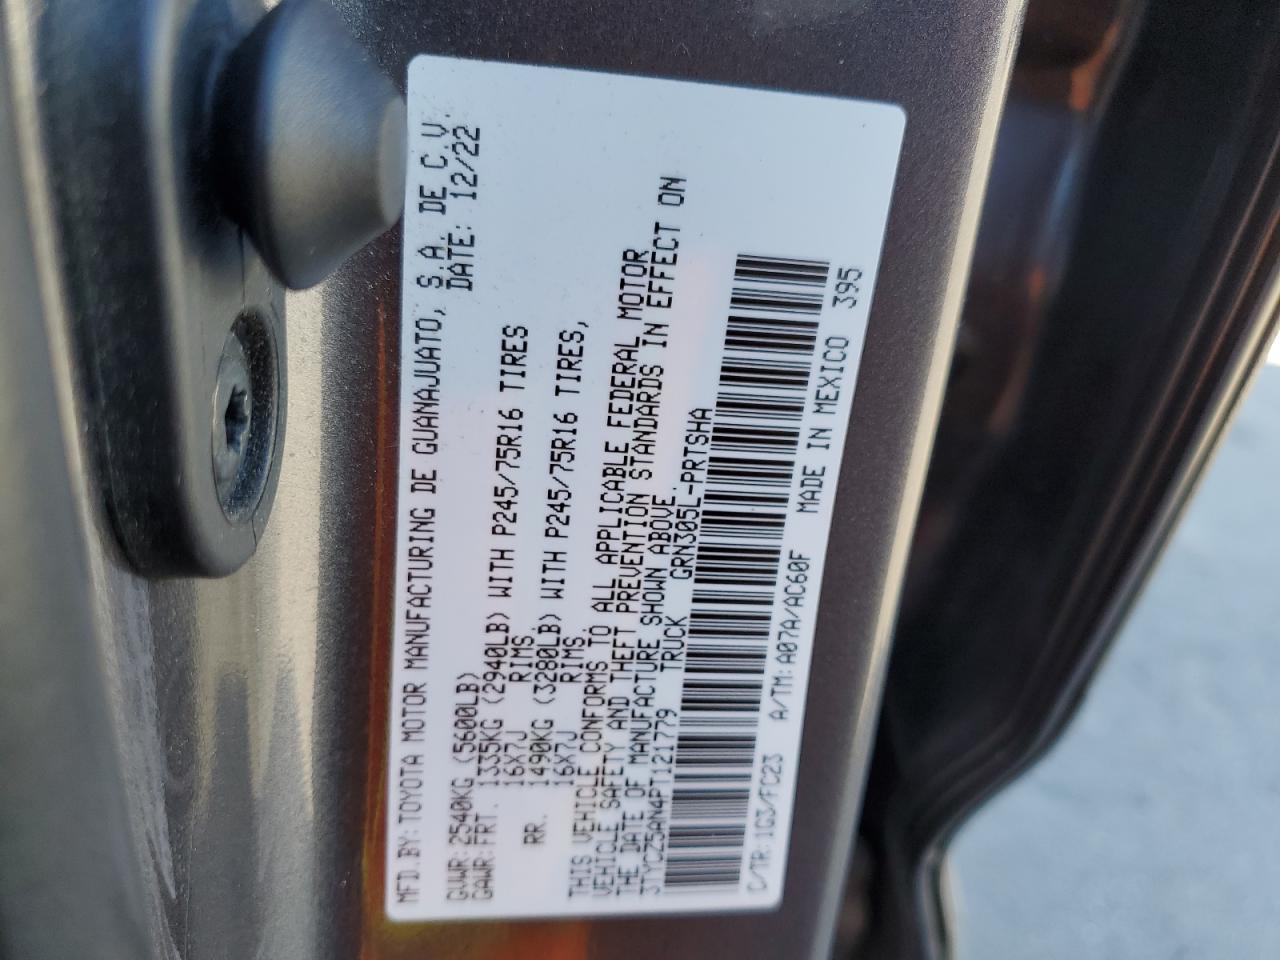 MFD.BY:TOYOTA MOTOR MANUFACTURING DE GUANAJUATO, S.A. DE C.V.
DATE: 12/22
GVWR:2540KG (5600LB)
GAWR:FRT. 1335KG (2940LB) WITH P245/75R16 TIRES
16X7J RIMS.
RR. 1490KG (3280LB) WITH P245/75R16 TIRES,
16X7J RIMS.
THIS VEHICLE CONFORMS TO ALL APPLICABLE FEDERAL MOTOR
VEHICLE SAFETY AND THEFT PREVENTION STANDARDS IN EFFECT ON
THE DATE OF MANUFACTURE SHOWN ABOVE.
3TYCZ5AN4PT121779 TRUCK GRN305L-PRTSHA
C/TR:1G3/FC23 A/TM:A07A/AC60F MADE IN MEXICO 395